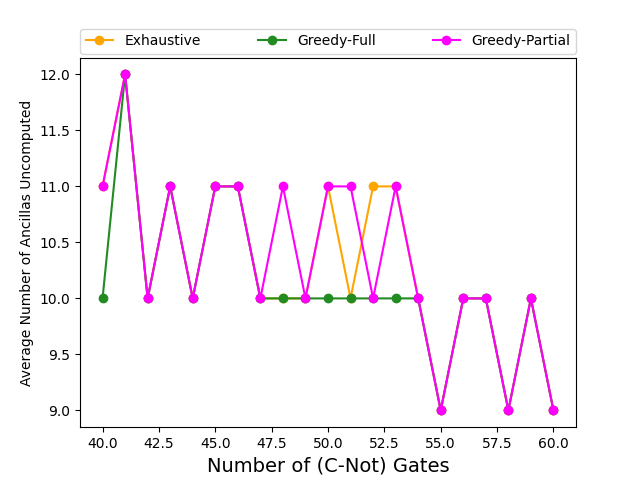 Exhaustive Greedy-Full Greedy-Partial
12.0
11.5
11.0
10.5
10.0
9.5
9.0
Average Number of Ancillas Uncomputed
40.0 42.5 45.0 47.5 50.0 52.5 55.0 57.5 60.0
Number of (C-Not) Gates